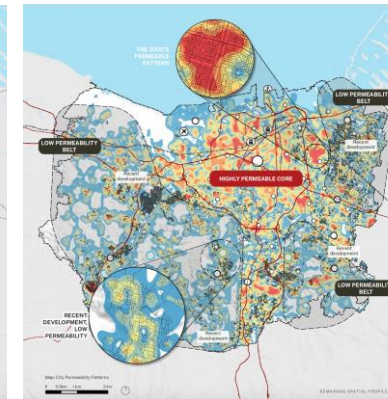 PRE 2000'S
PERMEABLE
PATTERN
LOW PERMEABILITY
BELT
LOW PERMEABILITY
BELT
Recent
development
Recent
development
HIGHLY PERMEABLE CORE
Recent
development
LOW PERMEABILITY
BELT
RECENT
DEVELOPMENT,
LOW
PERMEABILITY
Recent
development
Map: City Permeability Patterns
SEMARANG SPATIAL PROFILE